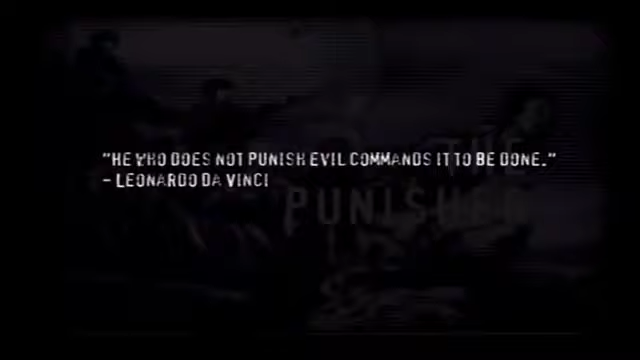 "HE WHO DOES NOT PUNISH EVIL COMMANDS IT TO BE DONE."
- LEONARDO DA VINCI
THE
PUNISHER